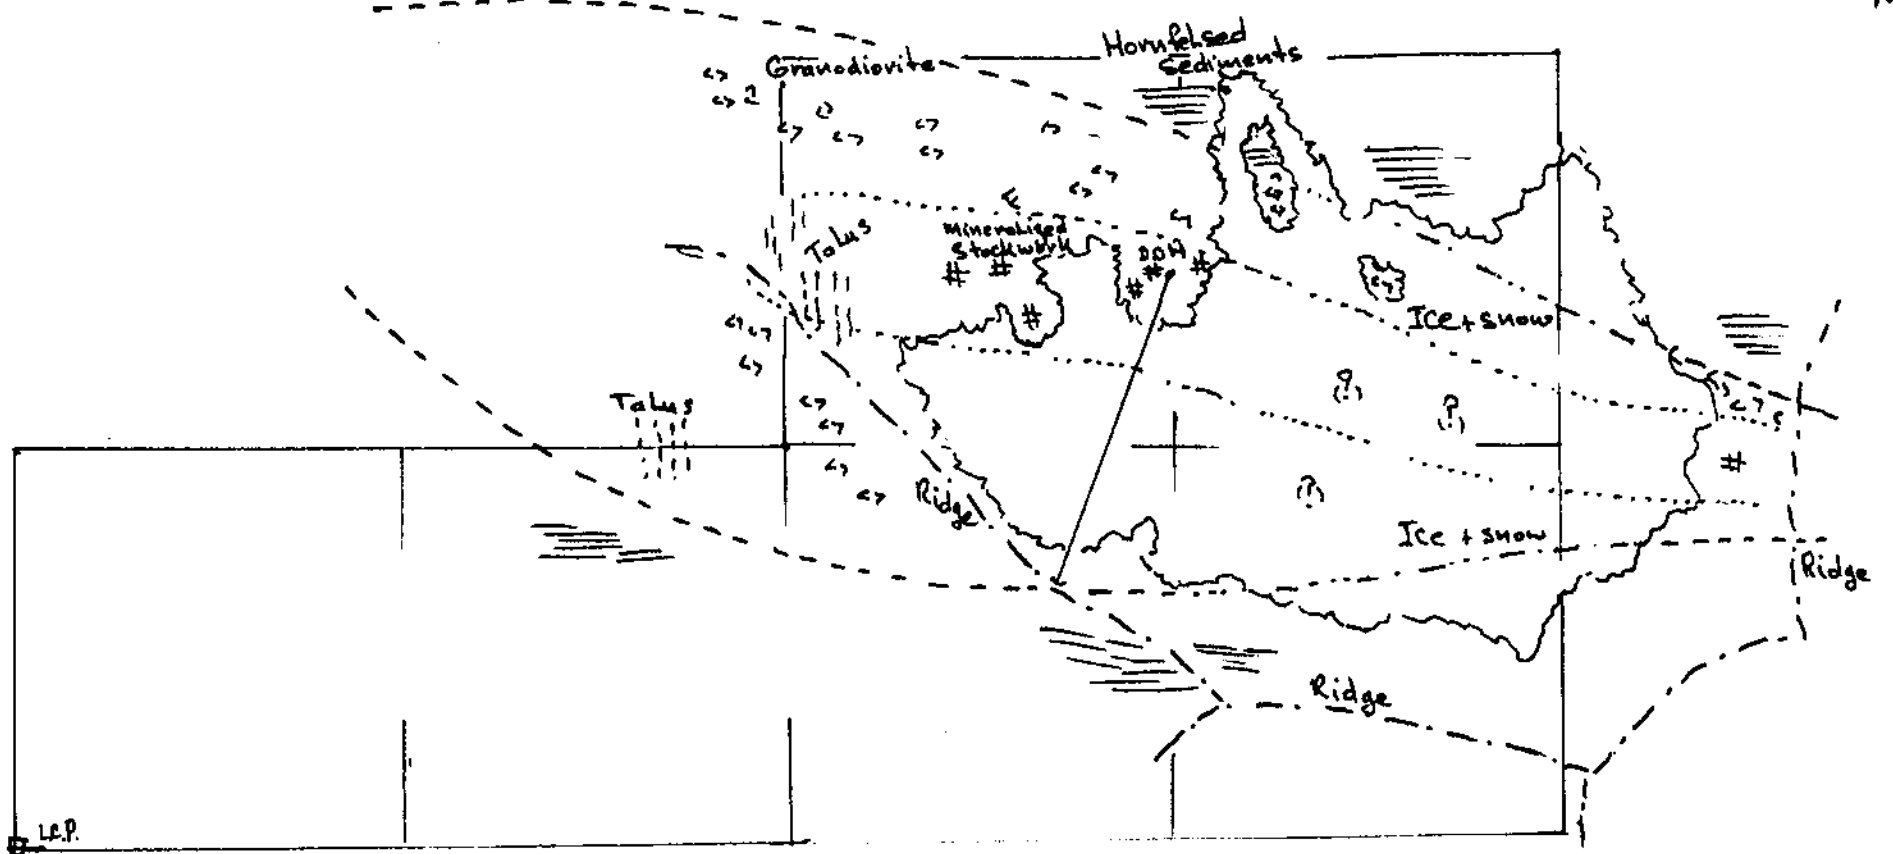 Hornfelsed
Sediments
Granodiorite
E
Mineralized
Stockwork
Talus
DDH
Ice + snow
(?)
(?)
Talus
(?)
Ridge
Ice + snow
Ridge
Ridge
L.C.P.